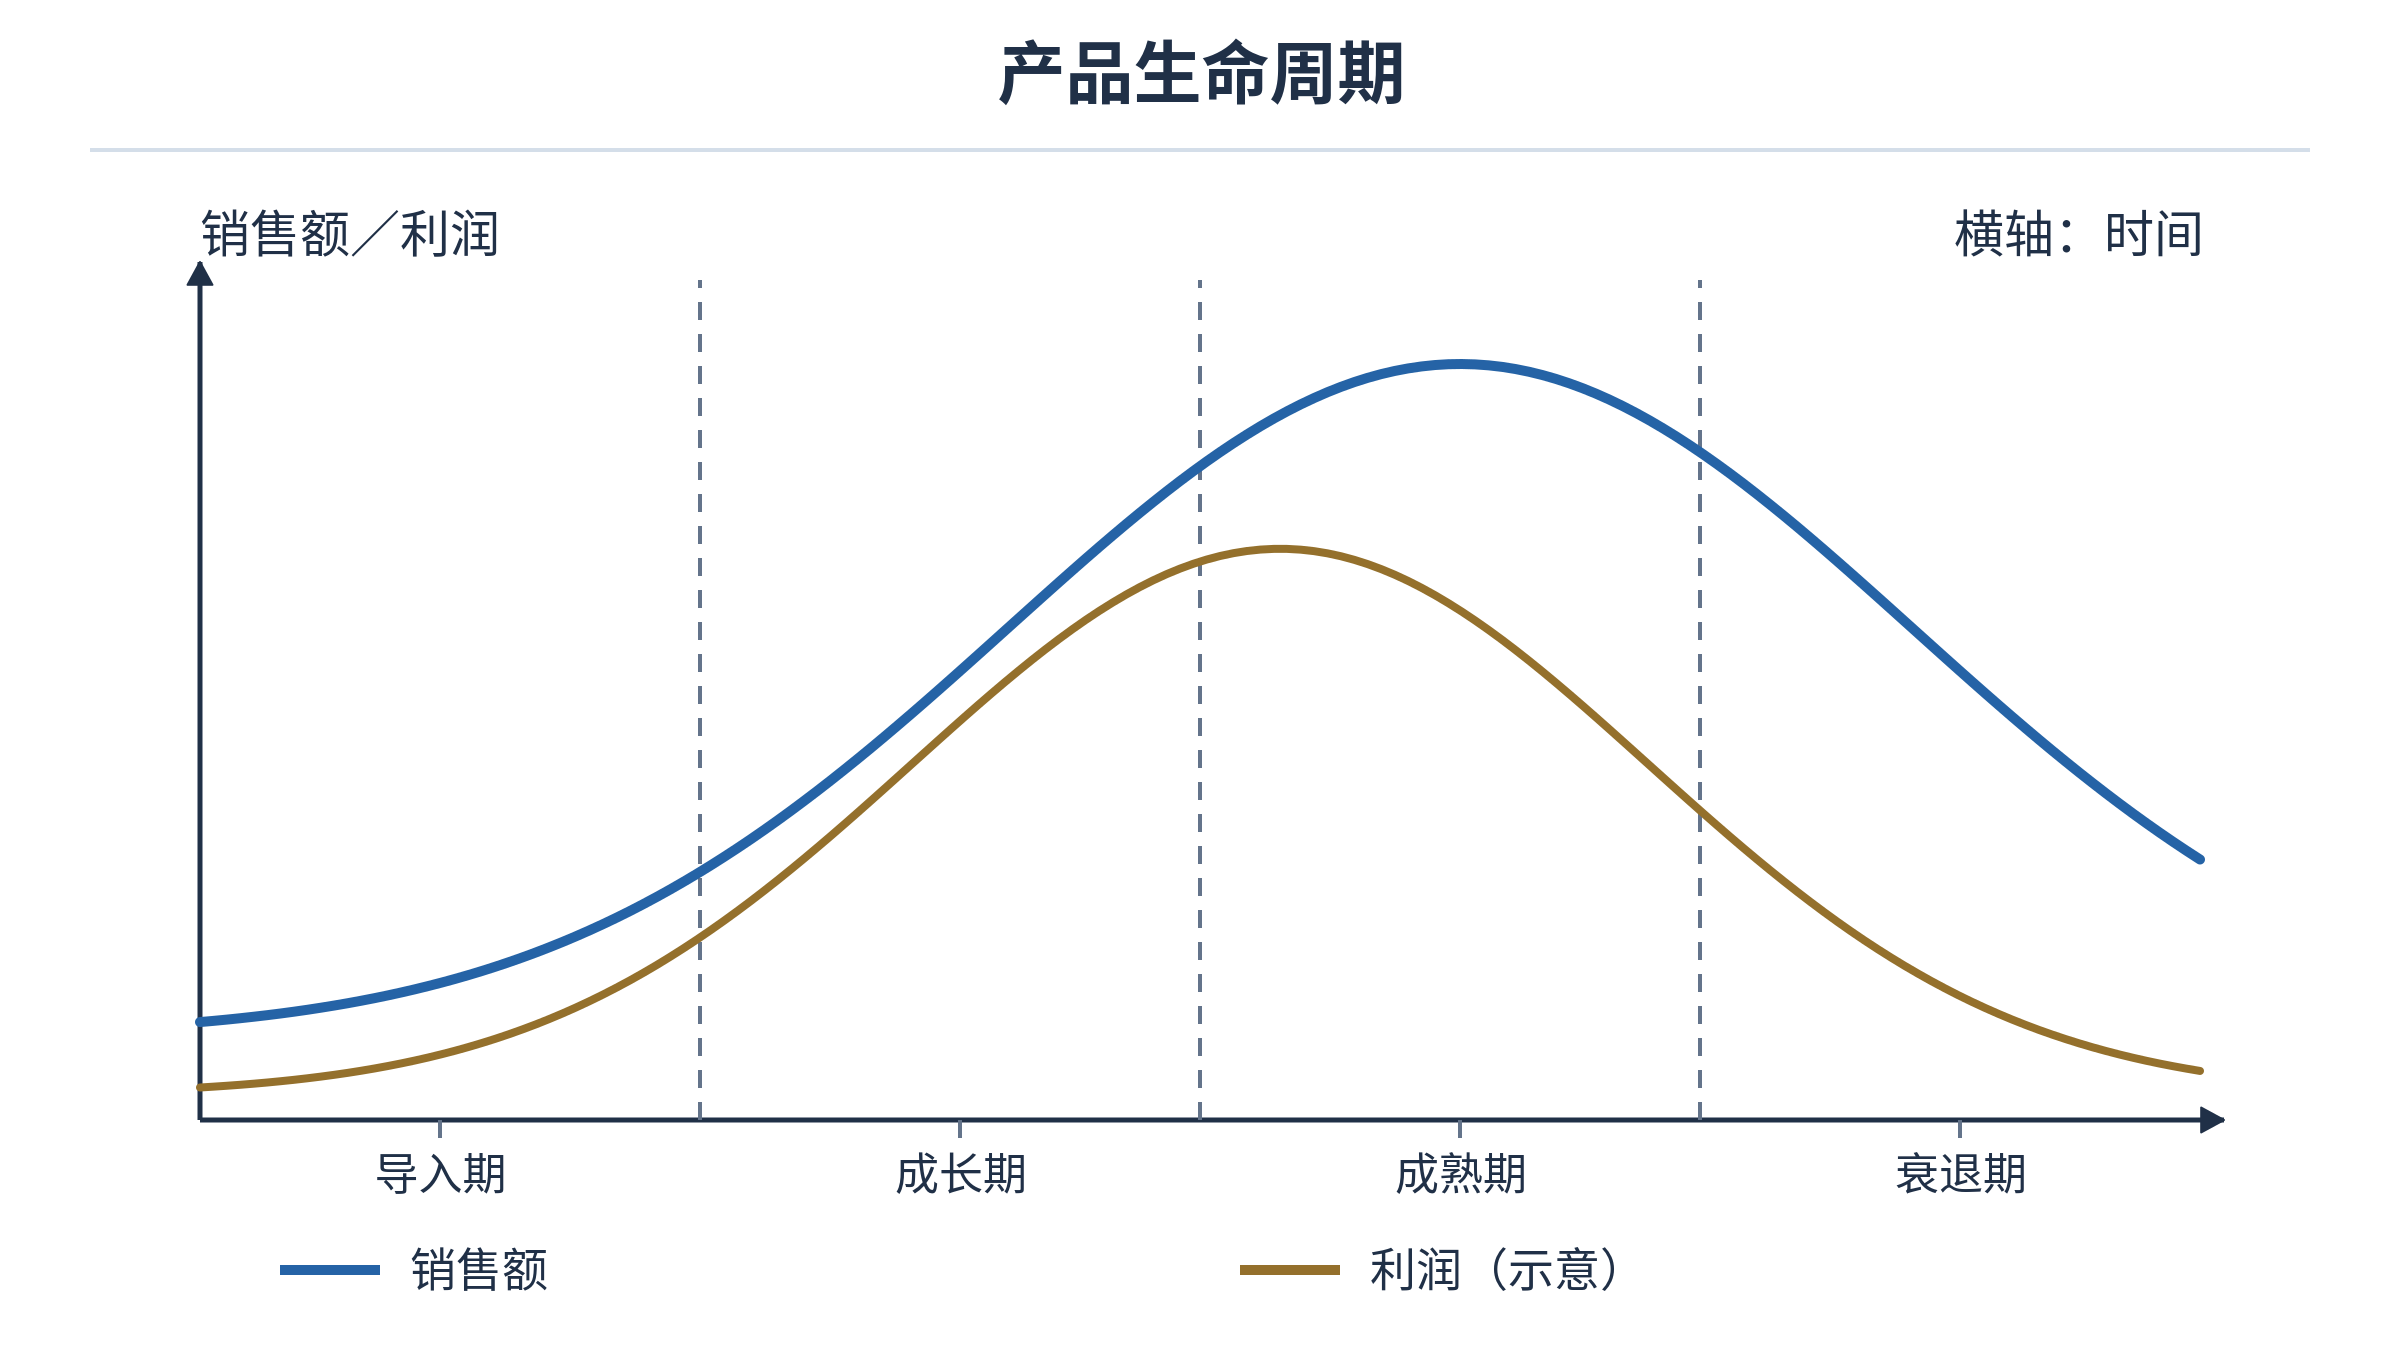 产品生命周期
销售额／利润
横轴：时间
导入期
成长期
成熟期
衰退期
销售额
利润（示意）